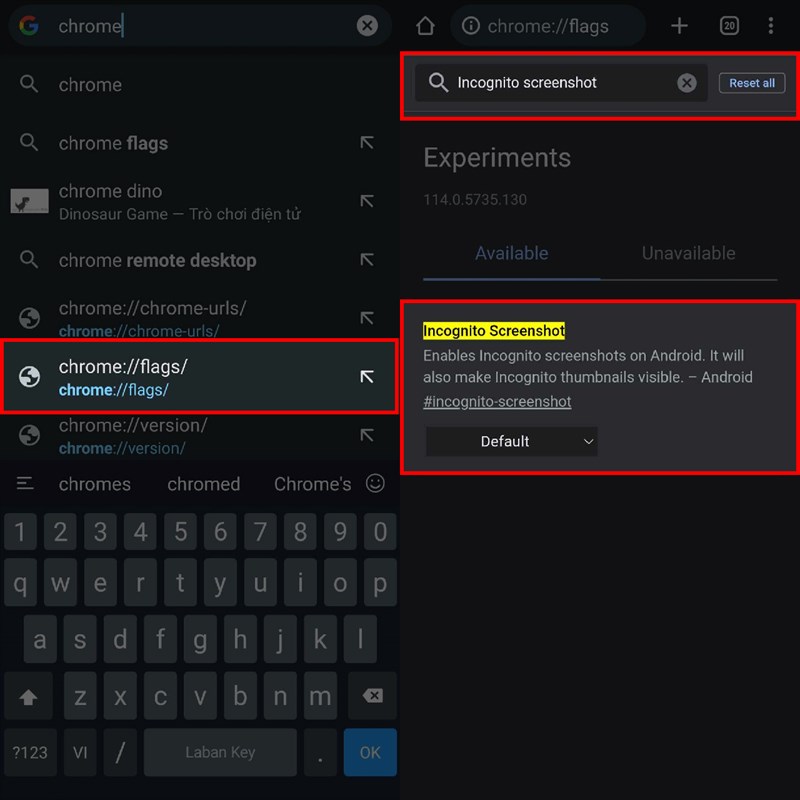 chrome
chrome
chrome flags
chrome dino
Dinosaur Game — Trò chơi điện tử
chrome remote desktop
chrome://chrome-urls/
chrome://chrome-urls/
chrome://flags/
chrome://flags/
chrome://version/
chrome://version/
chromes chromed Chrome's
1 2 3 4 5 6 7 8 9 0
q w e r t y u i o p
a s d f g h j k l
z x c v b n m
?123 VI / Laban Key . OK
chrome://flags 20
Incognito screenshot Reset all
Experiments
114.0.5735.130
Available Unavailable
Incognito Screenshot
Enables Incognito screenshots on Android. It will
also make Incognito thumbnails visible. – Android
#incognito-screenshot
Default